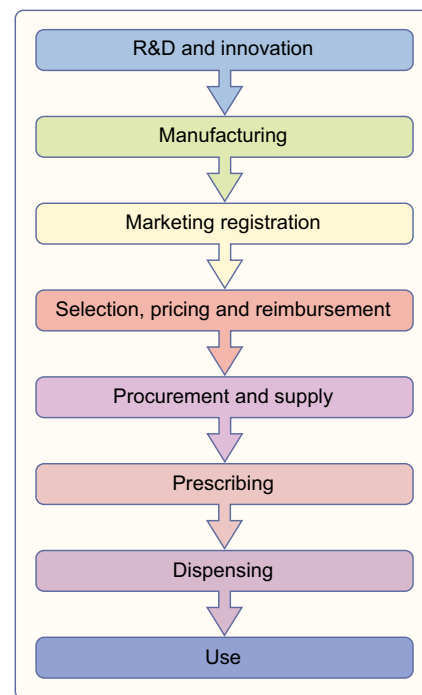 R&D and innovation
Manufacturing
Marketing registration
Selection, pricing and reimbursement
Procurement and supply
Prescribing
Dispensing
Use